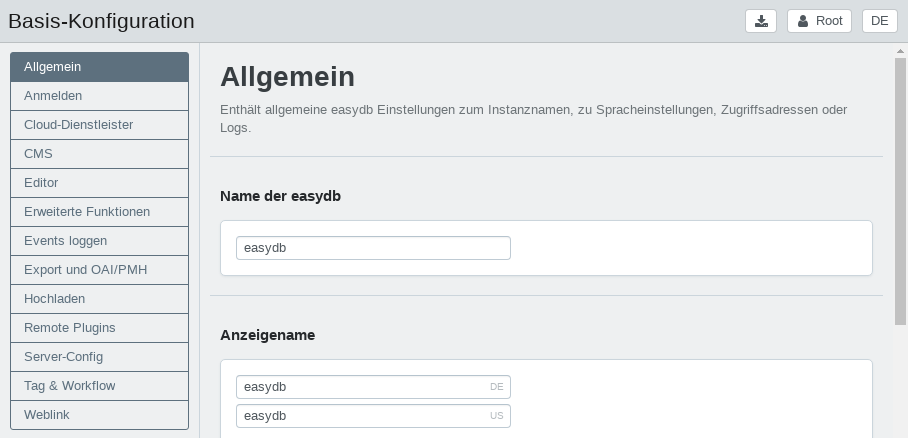 Basis-Konfiguration
Root
DE
Allgemein
Anmelden
Cloud-Dienstleister
CMS
Editor
Erweiterte Funktionen
Events loggen
Export und OAI/PMH
Hochladen
Remote Plugins
Server-Config
Tag & Workflow
Weblink
Allgemein
Enthält allgemeine easydb Einstellungen zum Instanznamen, zu Spracheinstellungen, Zugriffsadressen oder
Logs.
Name der easydb
easydb
Anzeigename
easydb DE
easydb US